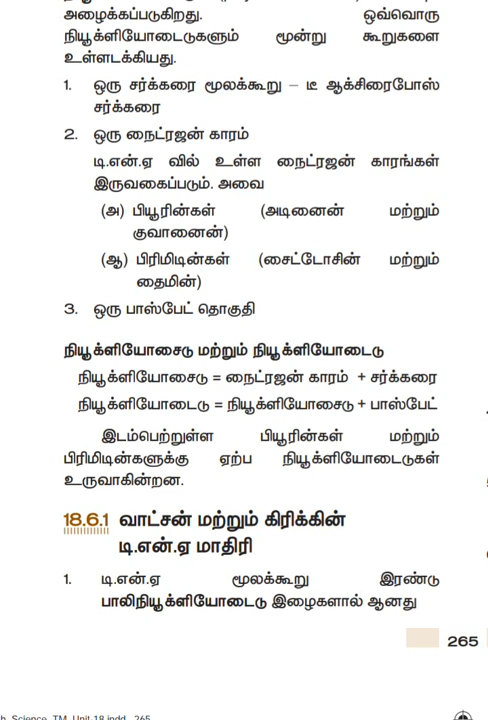 அழைக்கப்படுகிறது. ஒவ்வொரு
நியூக்ளியோடைடுகளும் மூன்று கூறுகளை
உள்ளடக்கியது.
1. ஒரு சர்க்கரை மூலக்கூறு – டீ ஆக்சிரைபோஸ்
சர்க்கரை
2. ஒரு நைட்ரஜன் காரம்
டி.என்.ஏ வில் உள்ள நைட்ரஜன் காரங்கள்
இருவகைப்படும். அவை
(அ) பியூரின்கள் (அடினைன் மற்றும்
குவானைன்)
(ஆ) பிரிமிடின்கள் (சைட்டோசின் மற்றும்
தைமின்)
3. ஒரு பாஸ்பேட் தொகுதி
நியூக்ளியோசைடு மற்றும் நியூக்ளியோடைடு
நியூக்ளியோசைடு = நைட்ரஜன் காரம் + சர்க்கரை
நியூக்ளியோடைடு = நியூக்ளியோசைடு + பாஸ்பேட்
இடம்பெற்றுள்ள பியூரின்கள் மற்றும்
பிரிமிடின்களுக்கு ஏற்ப நியூக்ளியோடைடுகள்
உருவாகின்றன.
18.6.1 வாட்சன் மற்றும் கிரிக்கின்
டி.என்.ஏ மாதிரி
1. டி.என்.ஏ மூலக்கூறு இரண்டு
பாலிநியூக்ளியோடைடு இழைகளால் ஆனது
265